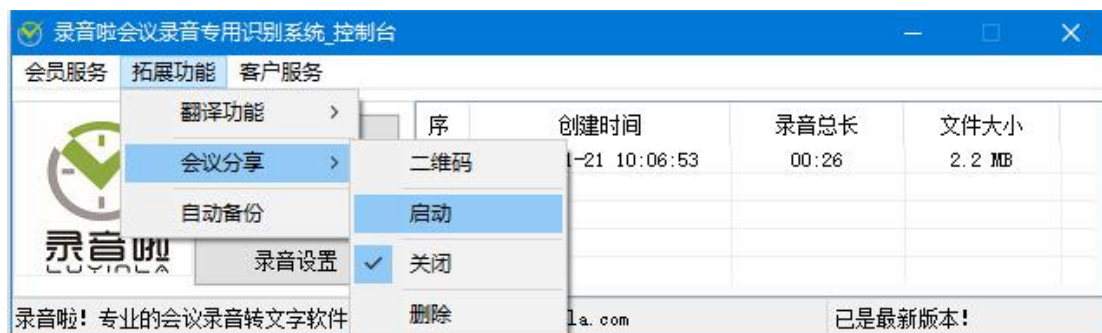 录音啦会议录音专用识别系统_控制台
会员服务 拓展功能 客户服务
翻译功能
会议分享
自动备份
二维码
启动
关闭
删除
序 创建时间 录音总长 文件大小
1-21 10:06:53 00:26 2.2 MB
录音啦
LUYINLA
录音设置
录音啦！专业的会议录音转文字软件 la.com 已是最新版本！